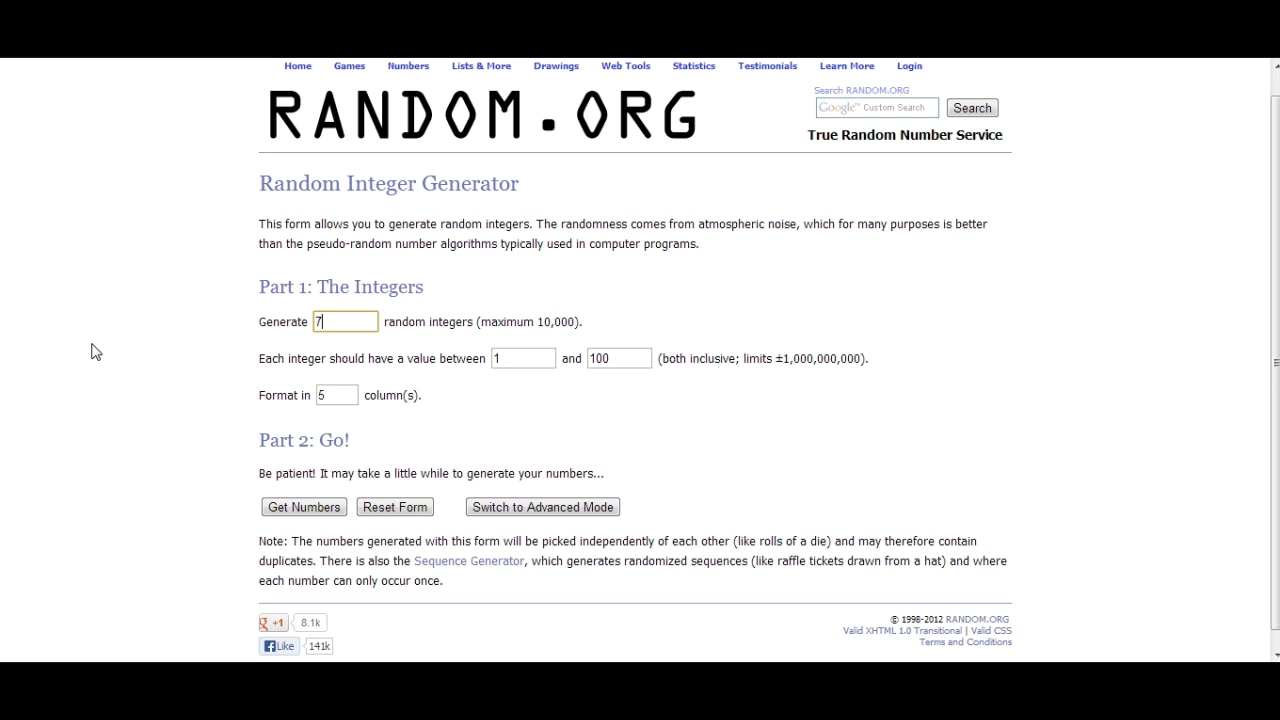 Home Games Numbers Lists & More Drawings Web Tools Statistics Testimonials Learn More Login
RANDOM.ORG
Search RANDOM.ORG
Google™ Custom Search Search
True Random Number Service
Random Integer Generator
This form allows you to generate random integers. The randomness comes from atmospheric noise, which for many purposes is better
than the pseudo-random number algorithms typically used in computer programs.
Part 1: The Integers
Generate 7 random integers (maximum 10,000).
Each integer should have a value between 1 and 100 (both inclusive; limits ±1,000,000,000).
Format in 5 column(s).
Part 2: Go!
Be patient! It may take a little while to generate your numbers...
Get Numbers Reset Form Switch to Advanced Mode
Note: The numbers generated with this form will be picked independently of each other (like rolls of a die) and may therefore contain
duplicates. There is also the Sequence Generator, which generates randomized sequences (like raffle tickets drawn from a hat) and where
each number can only occur once.
g +1 8.1k
f Like 141k
© 1998-2012 RANDOM.ORG
Valid XHTML 1.0 Transitional | Valid CSS
Terms and Conditions